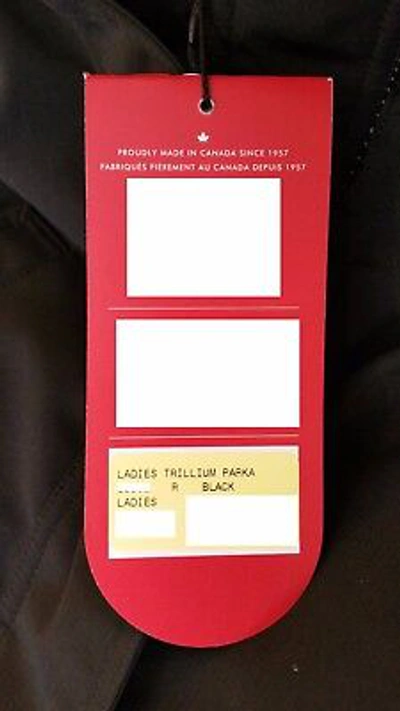 PROUDLY MADE IN CANADA SINCE 1957
FABRIQUÉS FIÈREMENT AU CANADA DEPUIS 1957
LADIES TRILLIUM PARKA
R BLACK
LADIES